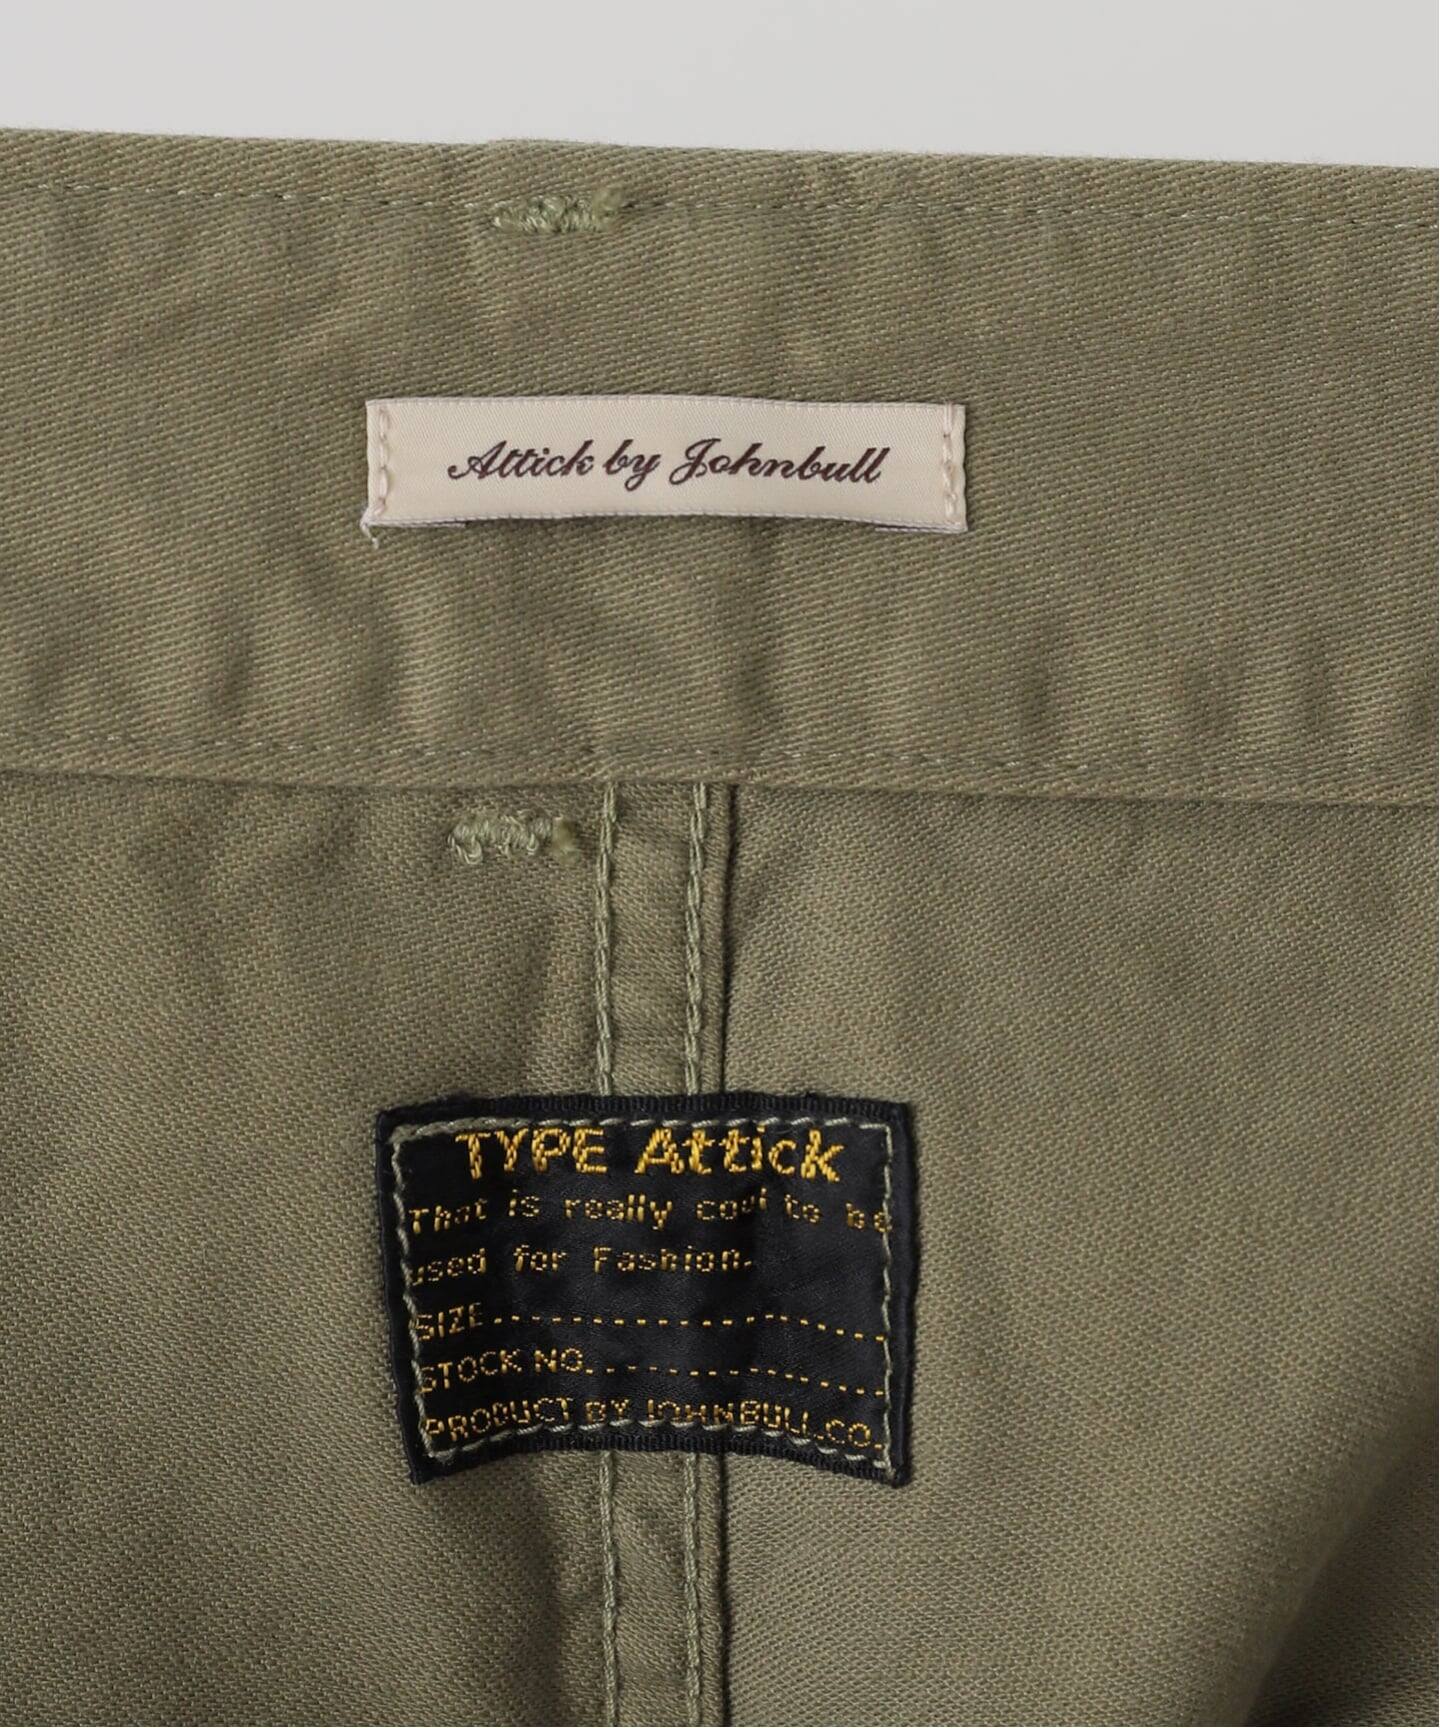 Attick by Johnbull
TYPE Attick
That is really cool to be
used for Fashion.
SIZE....................
STOCK NO................
PRODUCT BY JOHNBULL.CO.